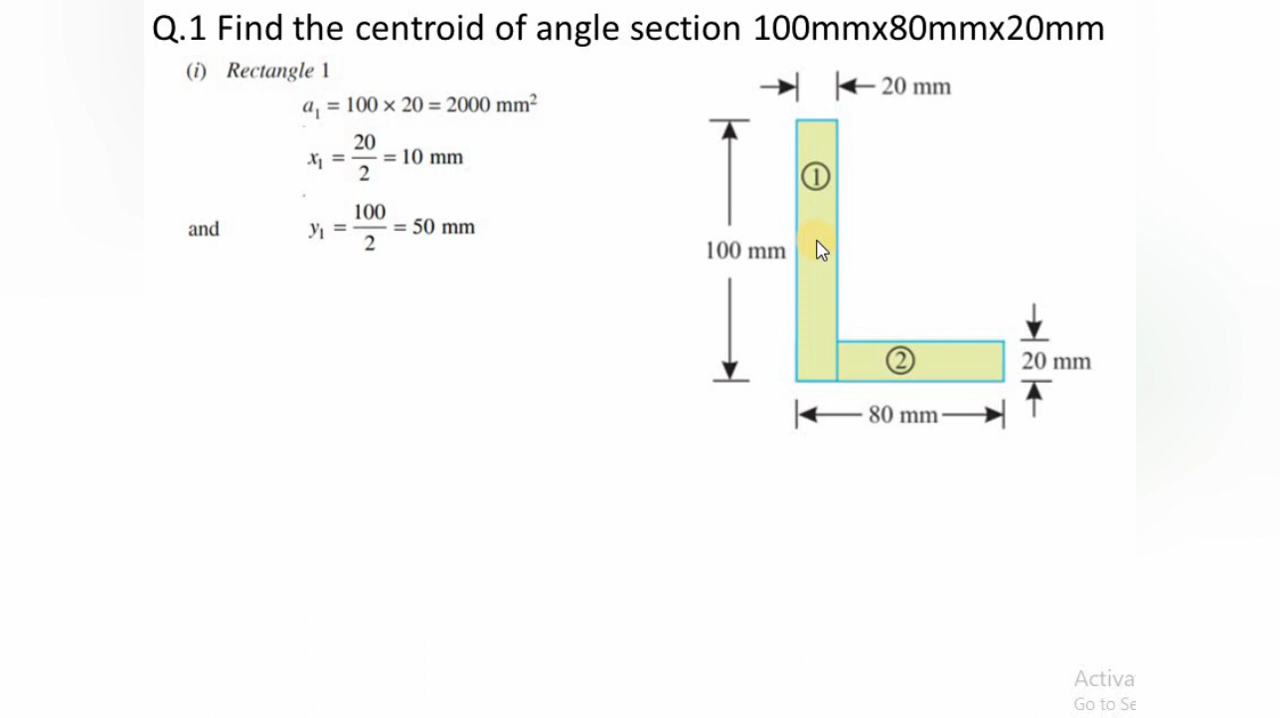 Q.1 Find the centroid of angle section 100mmx80mmx20mm
(i) Rectangle 1
a₁ = 100 × 20 = 2000 mm²
x₁ = 20/2 = 10 mm
and y₁ = 100/2 = 50 mm
20 mm
①
100 mm
②
20 mm
80 mm
Activa
Go to Se